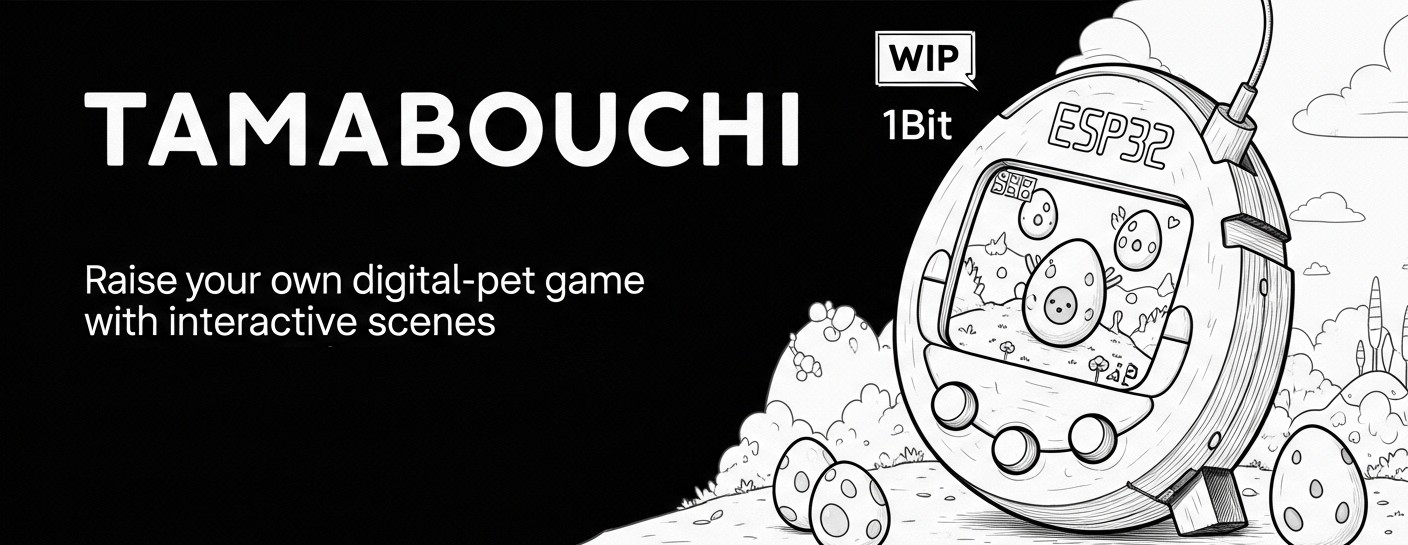 WIP
TAMABOUCHI
1Bit
ESP32
Raise your own digital-pet game
with interactive scenes